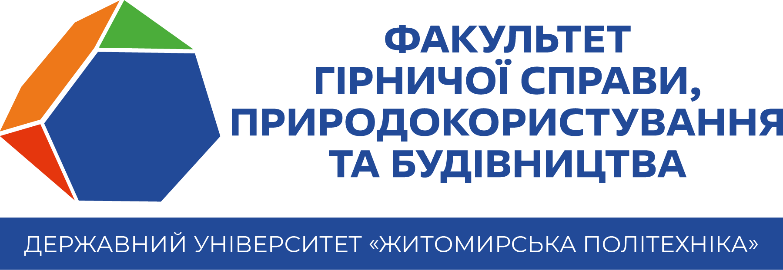 ФАКУЛЬТЕТ
ГІРНИЧОЇ СПРАВИ,
ПРИРОДОКОРИСТУВАННЯ
ТА БУДІВНИЦТВА
ДЕРЖАВНИЙ УНІВЕРСИТЕТ «ЖИТОМИРСЬКА ПОЛІТЕХНІКА»